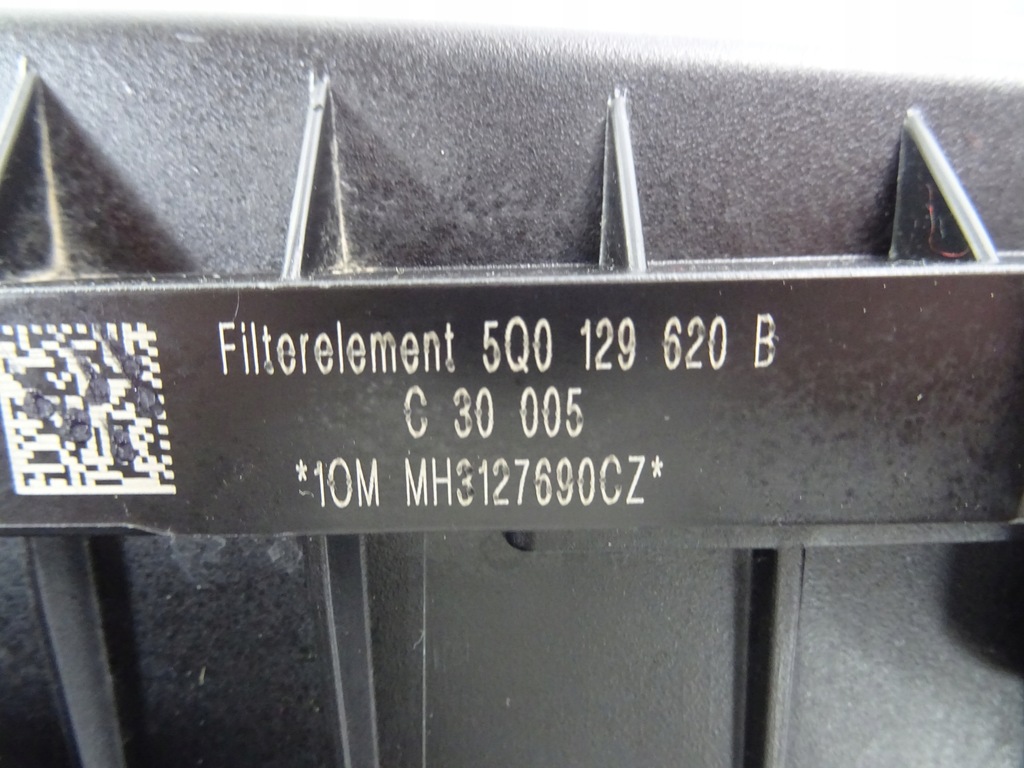 Filterelement 5Q0 129 620 B
C 30 005
*1OM MH3127690CZ*